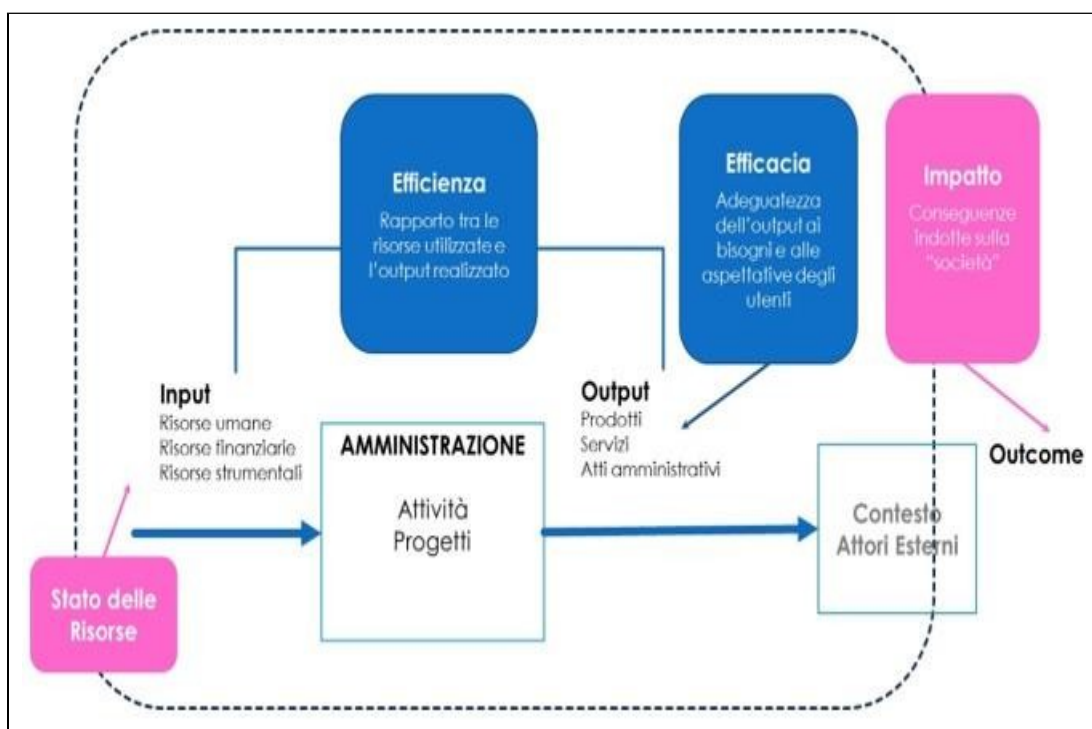 Efficienza
Rapporto tra le
risorse utilizzate e
l'output realizzato
Efficacia
Adeguatezza
dell'output ai
bisogni e alle
aspettative degli
utenti
Impatto
Conseguenze
indotte sulla
"società"
Input
Risorse umane
Risorse finanziarie
Risorse strumentali
AMMINISTRAZIONE
Attività
Progetti
Output
Prodotti
Servizi
Atti amministrativi
Outcome
Contesto
Attori Esterni
Stato delle
Risorse